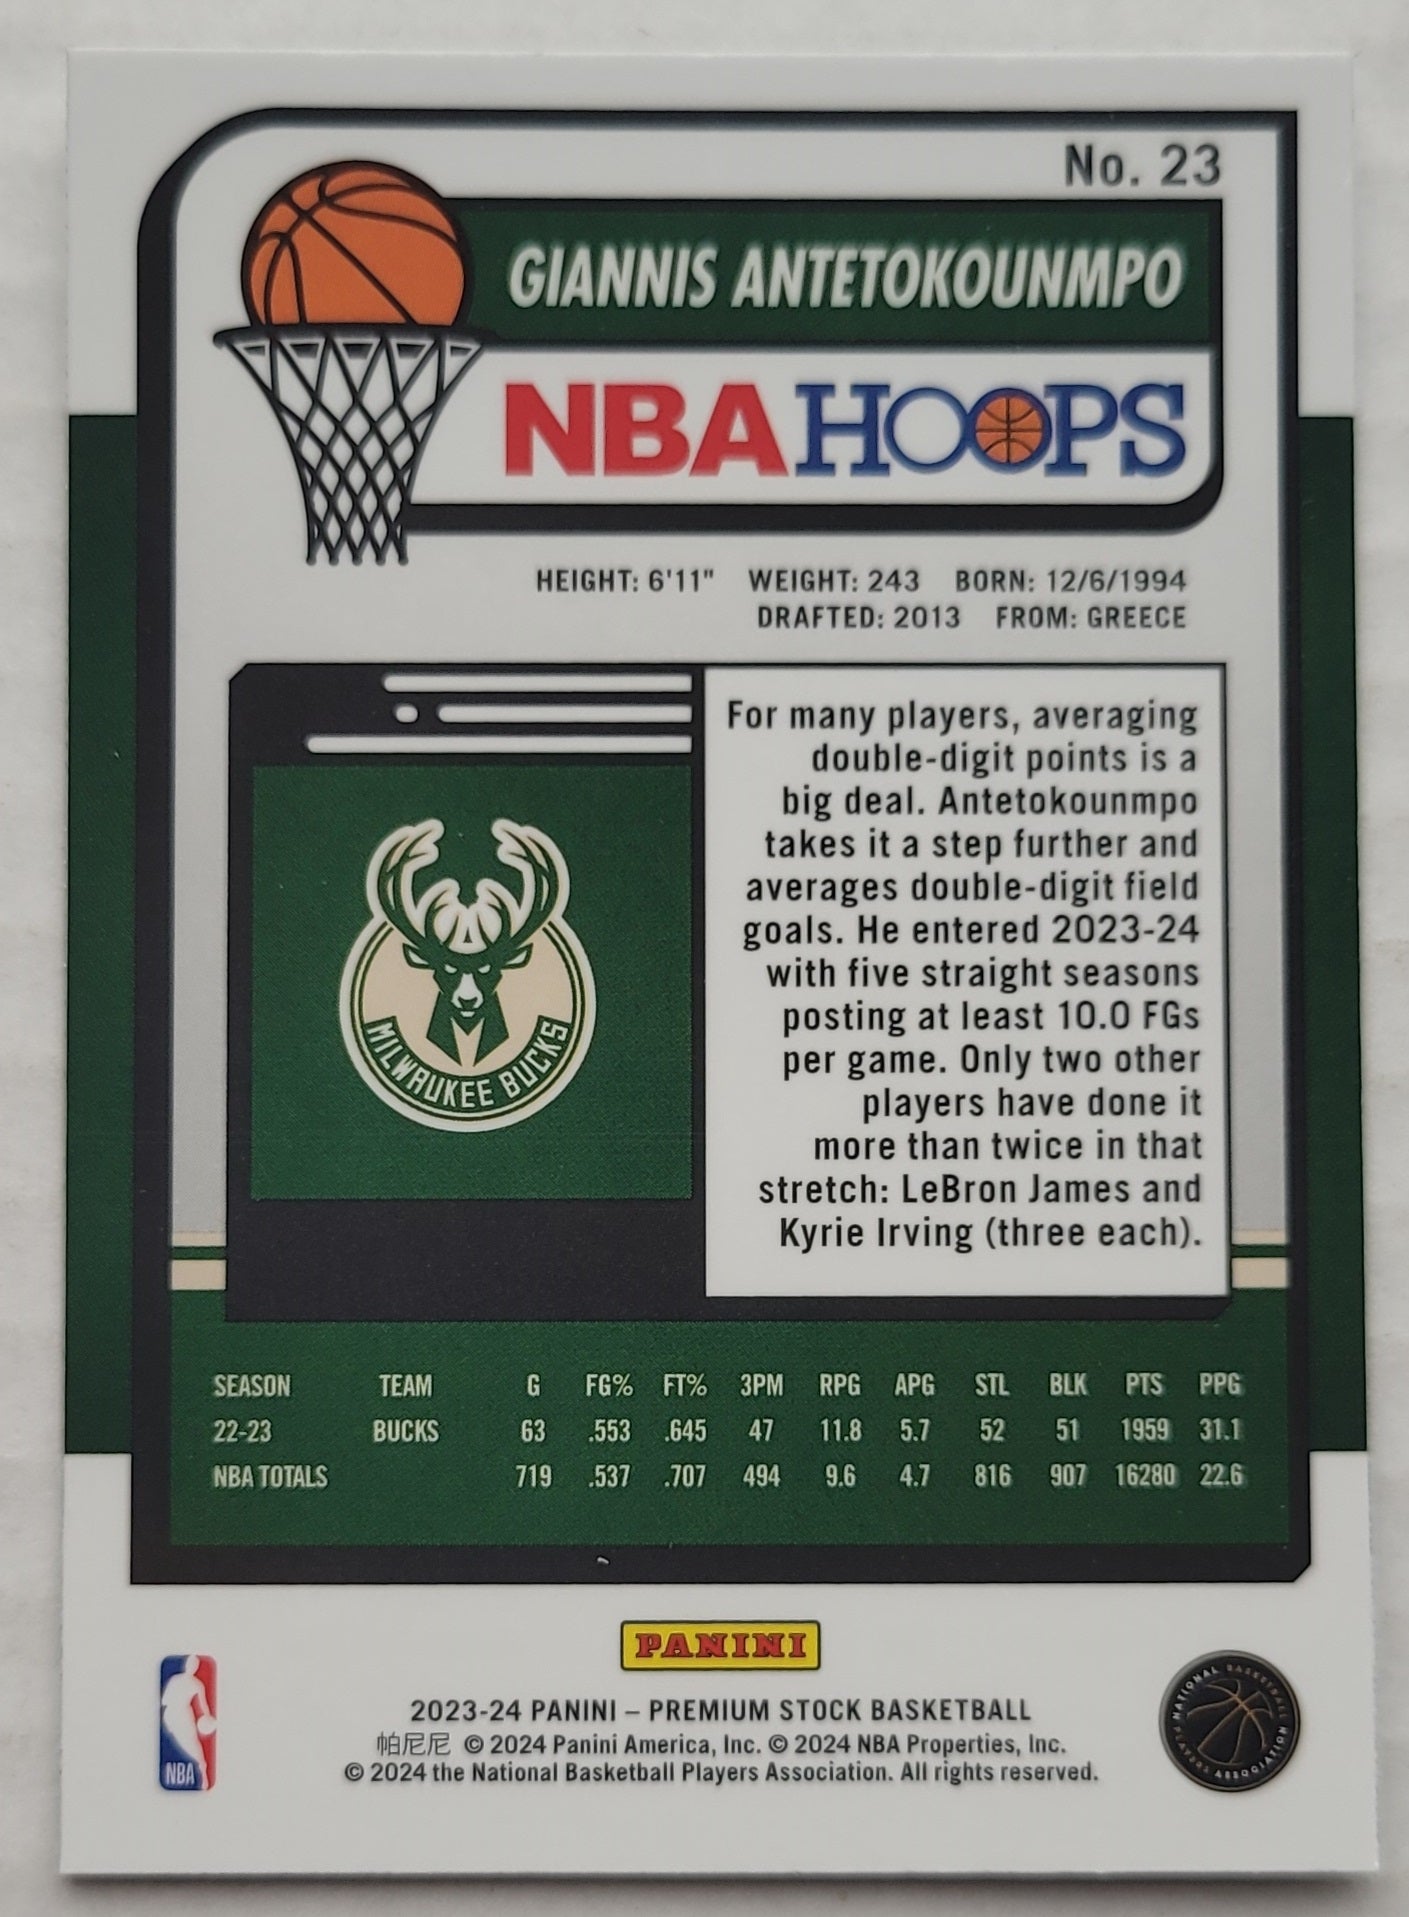 No. 23
GIANNIS ANTETOKOUNMPO
NBA HOOPS
HEIGHT: 6'11" WEIGHT: 243 BORN: 12/6/1994
DRAFTED: 2013 FROM: GREECE
For many players, averaging
double-digit points is a
big deal. Antetokounmpo
takes it a step further and
averages double-digit field
goals. He entered 2023-24
with five straight seasons
posting at least 10.0 FGs
per game. Only two other
players have done it
more than twice in that
stretch: LeBron James and
Kyrie Irving (three each).
MILWAUKEE BUCKS
SEASON TEAM G FG% FT% 3PM RPG APG STL BLK PTS PPG
22-23 BUCKS 63 .553 .645 47 11.8 5.7 52 51 1959 31.1
NBA TOTALS 719 .537 .707 494 9.6 4.7 816 907 16280 22.6
PANINI
2023-24 PANINI – PREMIUM STOCK BASKETBALL
帕尼尼 © 2024 Panini America, Inc. © 2024 NBA Properties, Inc.
© 2024 the National Basketball Players Association. All rights reserved.
NBA
NATIONAL BASKETBALL PLAYERS ASSOCIATION